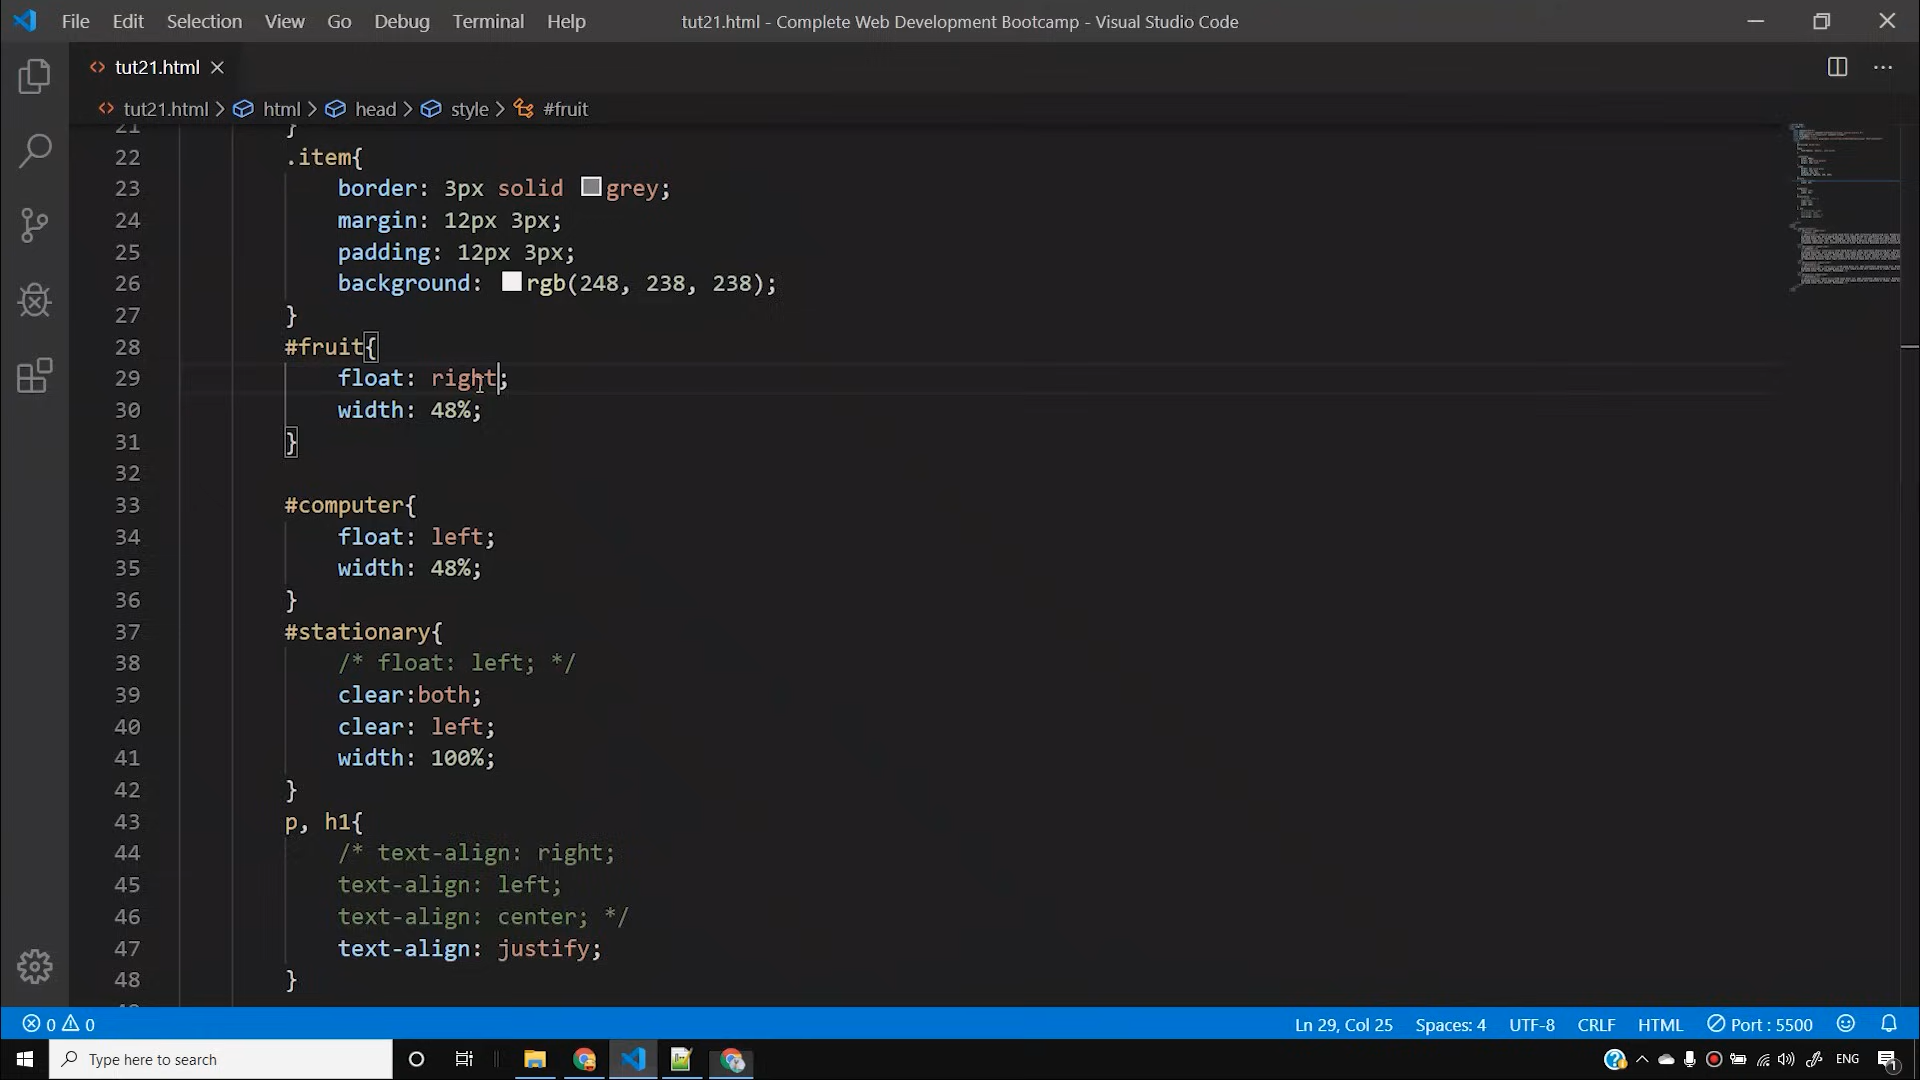 File Edit Selection View Go Debug Terminal Help
tut21.html - Complete Web Development Bootcamp - Visual Studio Code
tut21.html
tut21.html > html > head > style > #fruit
21 }
22 .item{
23 border: 3px solid grey;
24 margin: 12px 3px;
25 padding: 12px 3px;
26 background: rgb(248, 238, 238);
27 }
28 #fruit{
29 float: right;
30 width: 48%;
31 }
32
33 #computer{
34 float: left;
35 width: 48%;
36 }
37 #stationary{
38 /* float: left; */
39 clear:both;
40 clear: left;
41 width: 100%;
42 }
43 p, h1{
44 /* text-align: right;
45 text-align: left;
46 text-align: center; */
47 text-align: justify;
48 }
0 0 Ln 29, Col 25 Spaces: 4 UTF-8 CRLF HTML Port : 5500
Type here to search
ENG
1